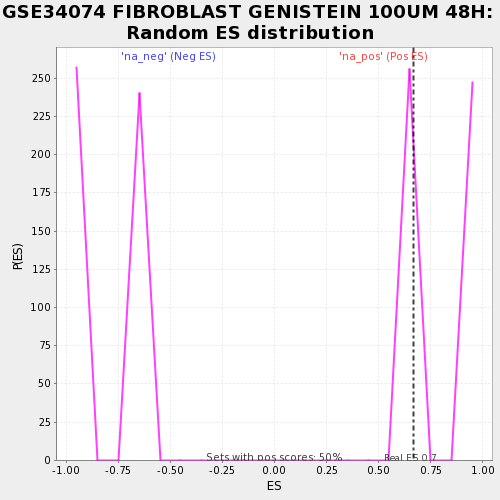 GSE34074 FIBROBLAST GENISTEIN 100UM 48H:
Random ES distribution
'na_neg' (Neg ES) 'na_pos' (Pos ES)
250
225
200
175
150
125
100
75
50
25
0
P(ES)
Sets with pos scores: 50% Real ES 0.7
-1.00 -0.75 -0.50 -0.25 0.00 0.25 0.50 0.75 1.00
ES